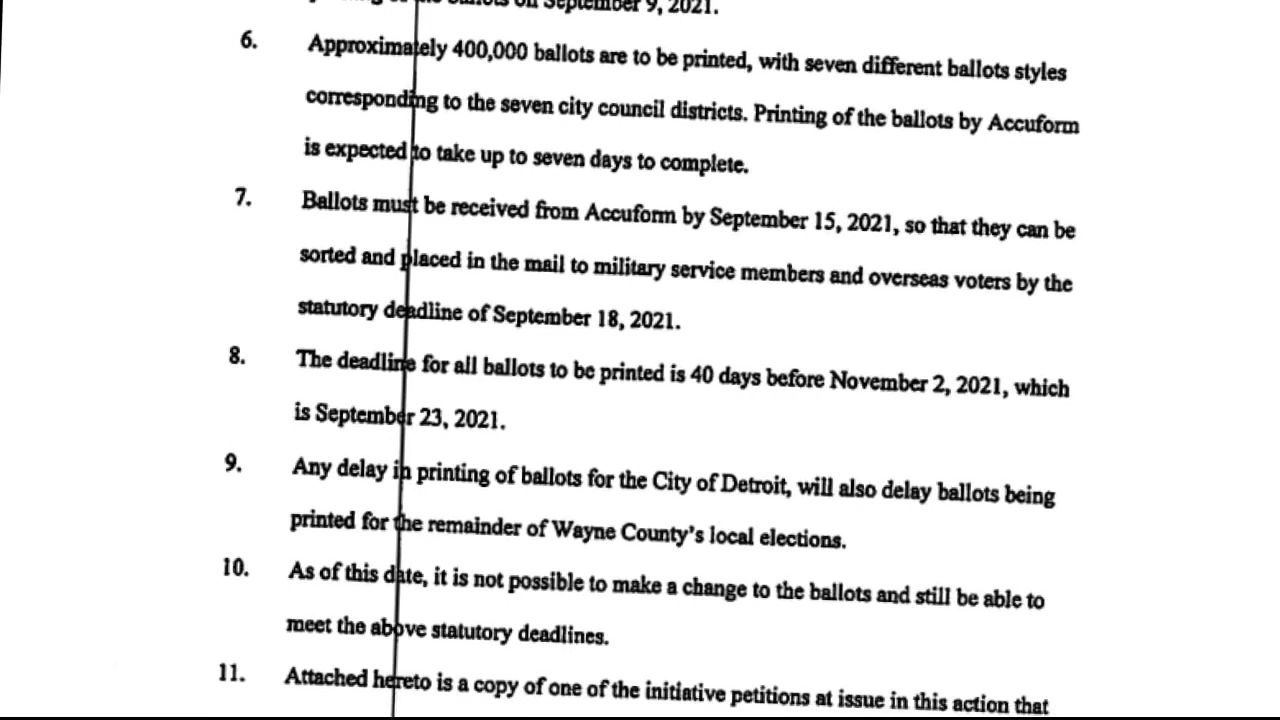 the ballots on September 9, 2021.
6. Approximately 400,000 ballots are to be printed, with seven different ballots styles
corresponding to the seven city council districts. Printing of the ballots by Accuform
is expected to take up to seven days to complete.
7. Ballots must be received from Accuform by September 15, 2021, so that they can be
sorted and placed in the mail to military service members and overseas voters by the
statutory deadline of September 18, 2021.
8. The deadline for all ballots to be printed is 40 days before November 2, 2021, which
is September 23, 2021.
9. Any delay in printing of ballots for the City of Detroit, will also delay ballots being
printed for the remainder of Wayne County's local elections.
10. As of this date, it is not possible to make a change to the ballots and still be able to
meet the above statutory deadlines.
11. Attached hereto is a copy of one of the initiative petitions at issue in this action that